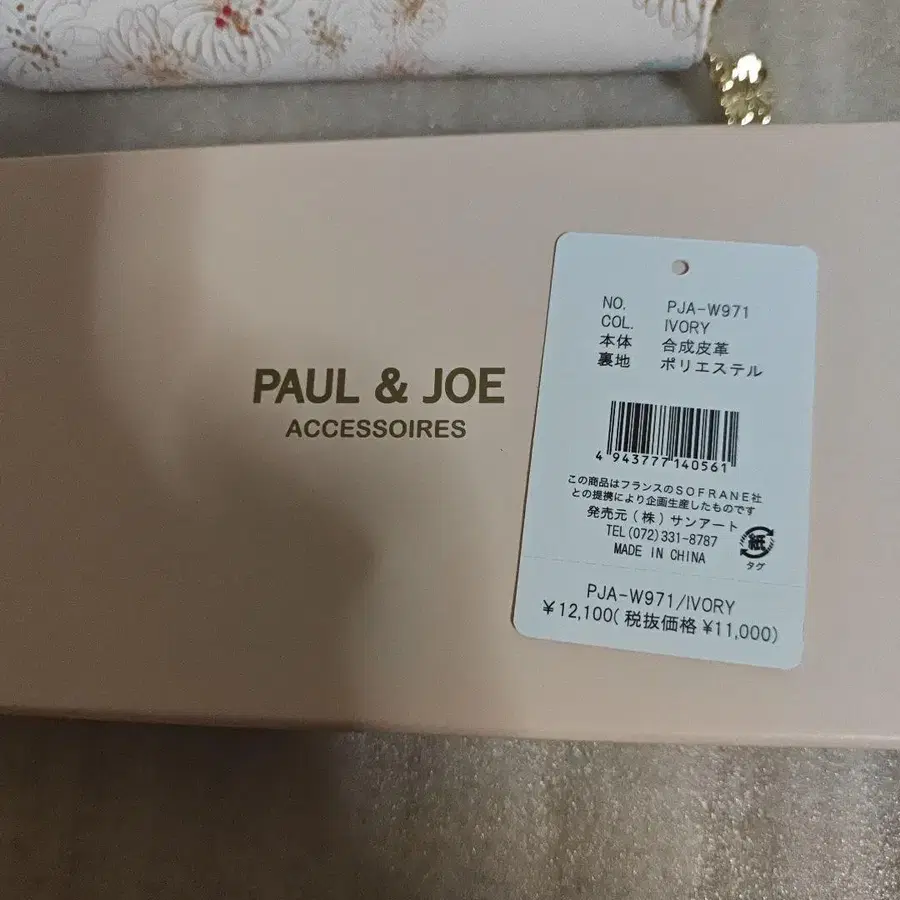 PAUL & JOE
ACCESSOIRES
NO. PJA-W971
COL. IVORY
本体 合成皮革
裏地 ポリエステル
4 943777 140561
この商品はフランスのSOFRANE社
との提携により企画生産したものです
発売元(株)サンアート
TEL(072)331-8787
MADE IN CHINA
紙
タグ
PJA-W971/IVORY
¥12,100(税抜価格¥11,000)